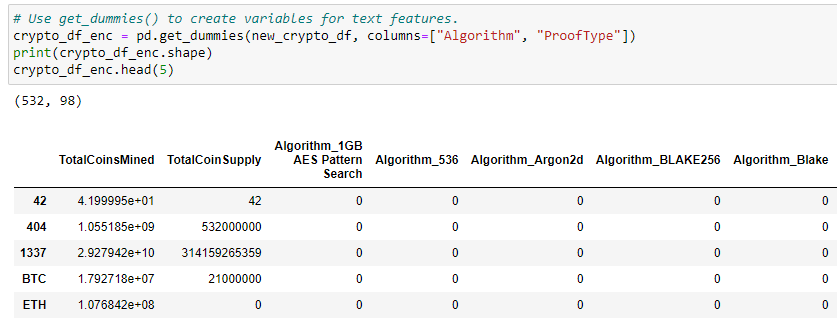 # Use get_dummies() to create variables for text features.
crypto_df_enc = pd.get_dummies(new_crypto_df, columns=["Algorithm", "ProofType"])
print(crypto_df_enc.shape)
crypto_df_enc.head(5)
(532, 98)
TotalCoinsMined TotalCoinSupply Algorithm_1GB AES Pattern Search Algorithm_536 Algorithm_Argon2d Algorithm_BLAKE256 Algorithm_Blake
42 4.199995e+01 42 0 0 0 0 0
404 1.055185e+09 532000000 0 0 0 0 0
1337 2.927942e+10 314159265359 0 0 0 0 0
BTC 1.792718e+07 21000000 0 0 0 0 0
ETH 1.076842e+08 0 0 0 0 0 0